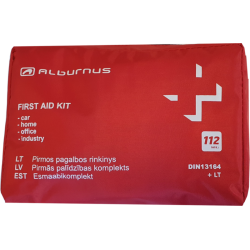 ALBURNUS
FIRST AID KIT
- car
- home
- office
- industry
112
LT Pirmos pagalbos rinkinys
LV Pirmās palīdzības komplekts
EST Esmaabikomplekt
DIN13164
+ LT